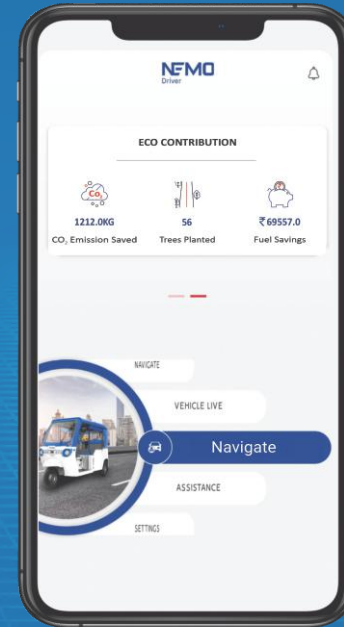 NEMO
Driver
ECO CONTRIBUTION
CO₂
1212.0KG
56
₹69557.0
CO₂ Emission Saved
Trees Planted
Fuel Savings
NAVIGATE
VEHICLE LIVE
Navigate
ASSISTANCE
SETTINGS